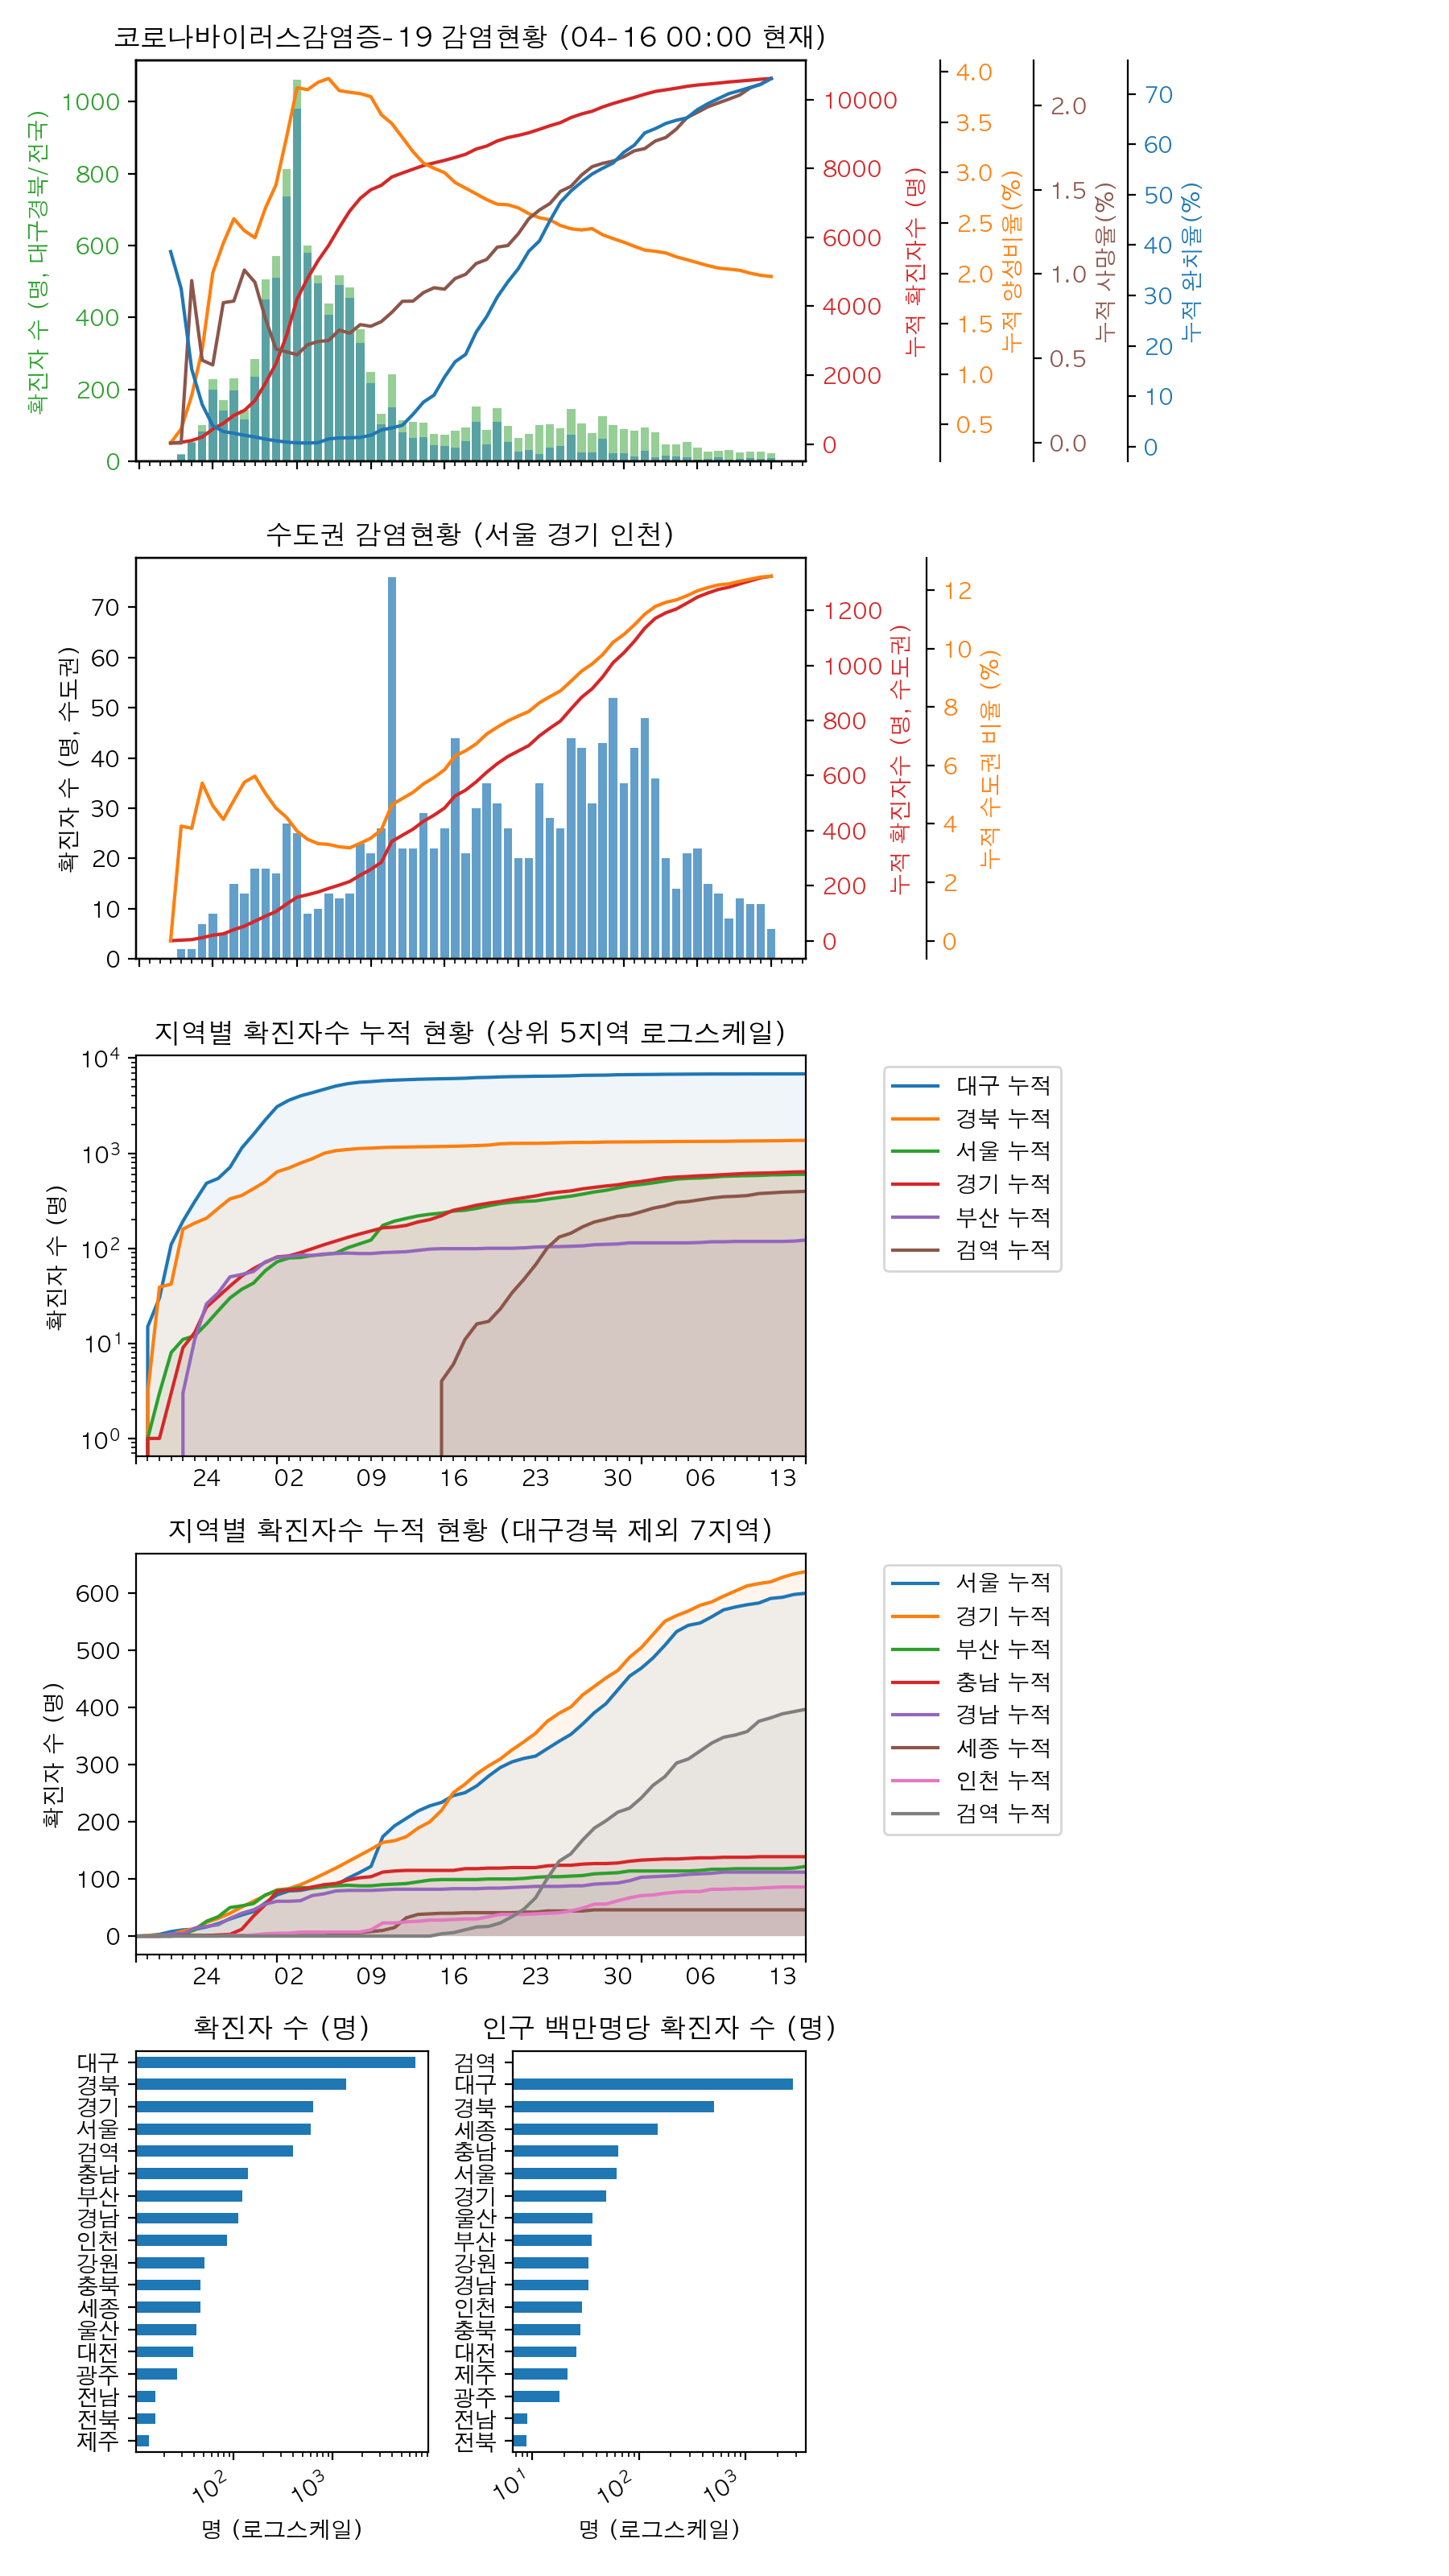 코로나바이러스감염증-19 감염현황 (04-16 00:00 현재)
확진자 수 (명, 대구경북/전국)
1000
800
600
400
200
0
10000
8000
6000
4000
2000
0
누적 확진자수 (명)
4.0
3.5
3.0
2.5
2.0
1.5
1.0
0.5
누적 양성비율(%)
2.0
1.5
1.0
0.5
0.0
누적 사망율(%)
70
60
50
40
30
20
10
0
누적 완치율(%)
수도권 감염현황 (서울 경기 인천)
확진자 수 (명, 수도권)
70
60
50
40
30
20
10
0
1200
1000
800
600
400
200
0
누적 확진자수 (명, 수도권)
12
10
8
6
4
2
0
누적 수도권 비율 (%)
지역별 확진자수 누적 현황 (상위 5지역 로그스케일)
확진자 수 (명)
10⁴
10³
10²
10¹
10⁰
24 02 09 16 23 30 06 13
대구 누적
경북 누적
서울 누적
경기 누적
부산 누적
검역 누적
지역별 확진자수 누적 현황 (대구경북 제외 7지역)
확진자 수 (명)
600
500
400
300
200
100
0
24 02 09 16 23 30 06 13
서울 누적
경기 누적
부산 누적
충남 누적
경남 누적
세종 누적
인천 누적
검역 누적
확진자 수 (명)
대구
경북
경기
서울
검역
충남
부산
경남
인천
강원
충북
세종
울산
대전
광주
전남
전북
제주
10² 10³
명 (로그스케일)
인구 백만명당 확진자 수 (명)
검역
대구
경북
세종
충남
서울
경기
울산
부산
강원
경남
인천
충북
대전
제주
광주
전남
전북
10¹ 10² 10³
명 (로그스케일)